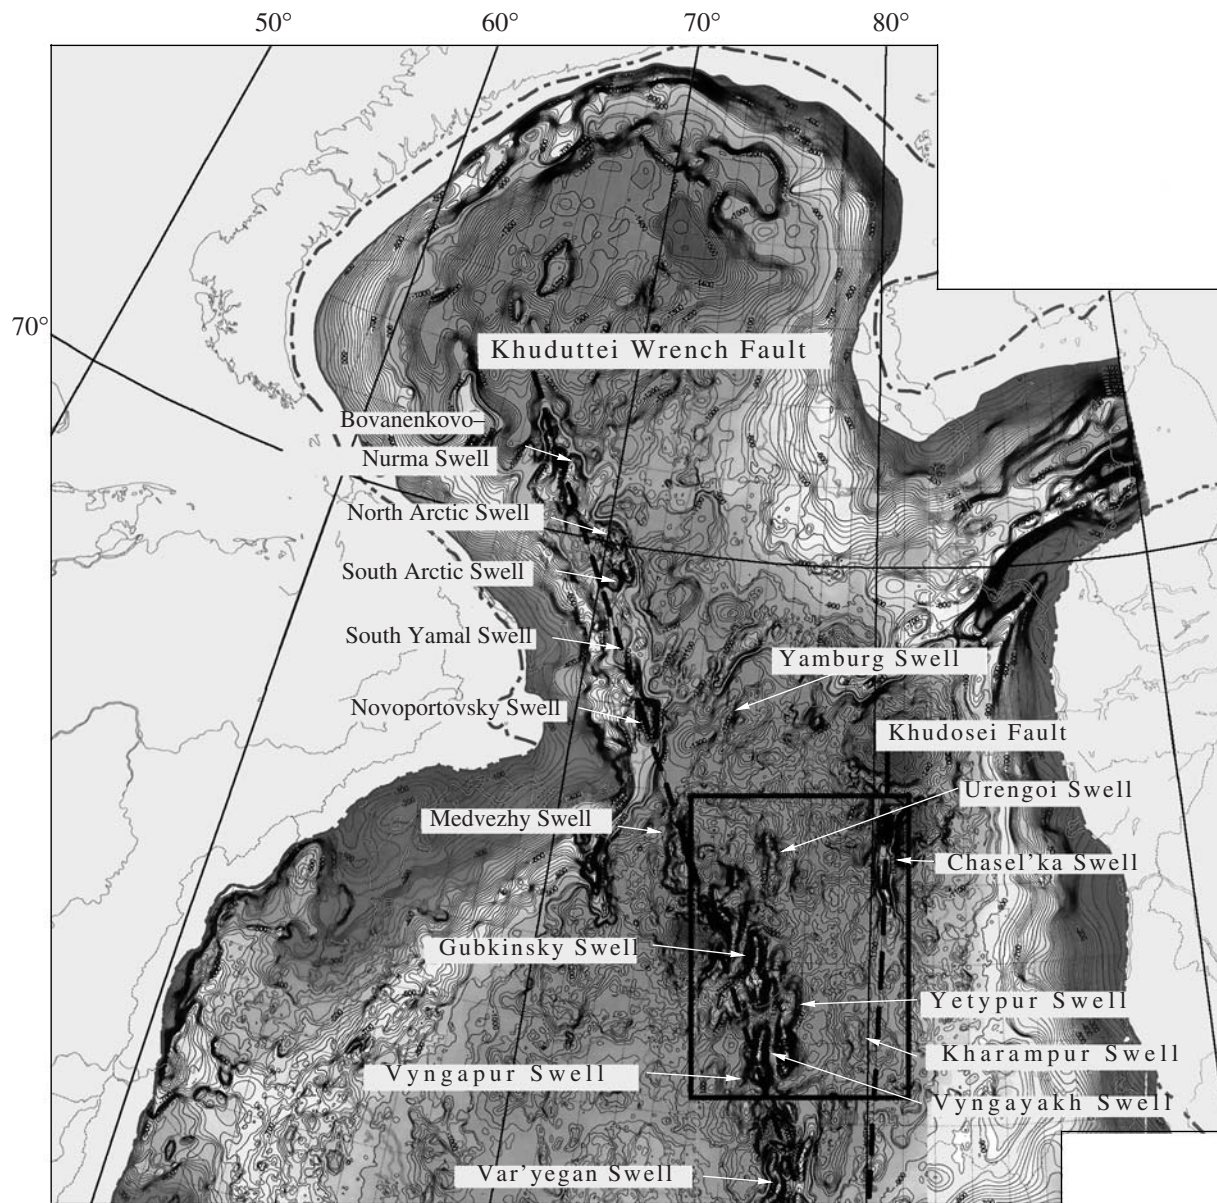 50°
60°
70°
80°
70°
Khuduttei Wrench Fault
Bovanenkovo–
Nurma Swell
North Arctic Swell
South Arctic Swell
South Yamal Swell
Yamburg Swell
Novoportovsky Swell
Khudosei Fault
Urengoi Swell
Medvezhy Swell
Chasel’ka Swell
Gubkinsky Swell
Yetypur Swell
Kharampur Swell
Vyngapur Swell
Vyngayakh Swell
Var’yegan Swell